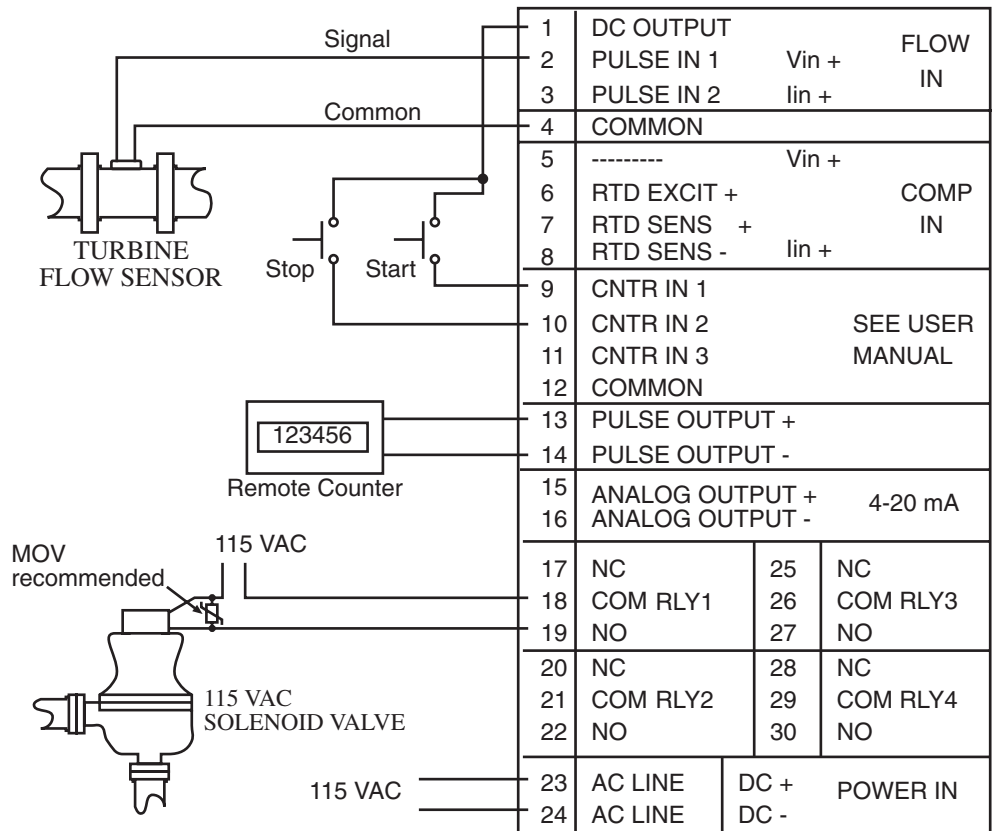 Signal
Common
TURBINE
FLOW SENSOR
Stop
Start
123456
Remote Counter
115 VAC
MOV
recommended
115 VAC
SOLENOID VALVE
115 VAC
1 DC OUTPUT
2 PULSE IN 1 Vin +
3 PULSE IN 2 Iin +
FLOW
IN
4 COMMON
5 --------- Vin +
6 RTD EXCIT +
7 RTD SENS +
8 RTD SENS - Iin +
COMP
IN
9 CNTR IN 1
10 CNTR IN 2
11 CNTR IN 3
12 COMMON
SEE USER
MANUAL
13 PULSE OUTPUT +
14 PULSE OUTPUT -
15 ANALOG OUTPUT +
16 ANALOG OUTPUT -
4-20 mA
17 NC 25 NC
18 COM RLY1 26 COM RLY3
19 NO 27 NO
20 NC 28 NC
21 COM RLY2 29 COM RLY4
22 NO 30 NO
23 AC LINE DC +
24 AC LINE DC -
POWER IN